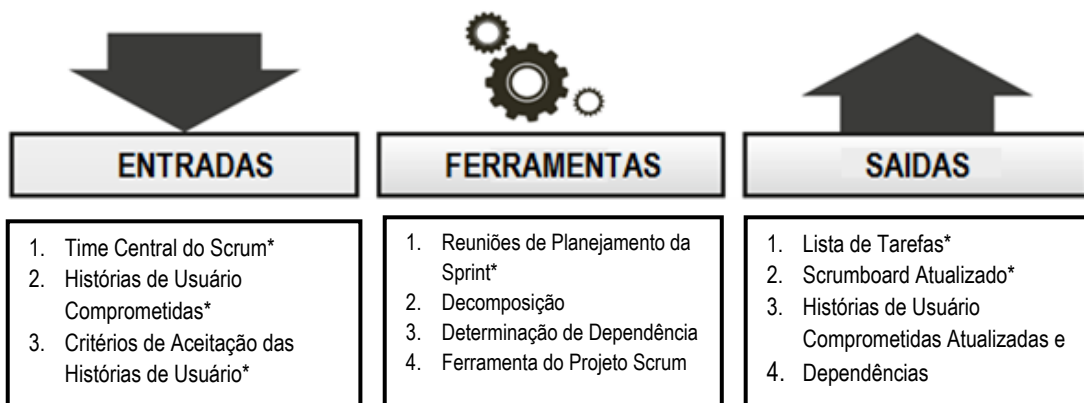 ENTRADAS
1. Time Central do Scrum*
2. Histórias de Usuário
Comprometidas*
3. Critérios de Aceitação das
Histórias de Usuário*
FERRAMENTAS
1. Reuniões de Planejamento da
Sprint*
2. Decomposição
3. Determinação de Dependência
4. Ferramenta do Projeto Scrum
SAIDAS
1. Lista de Tarefas*
2. Scrumboard Atualizado*
3. Histórias de Usuário
Comprometidas Atualizadas e
4. Dependências